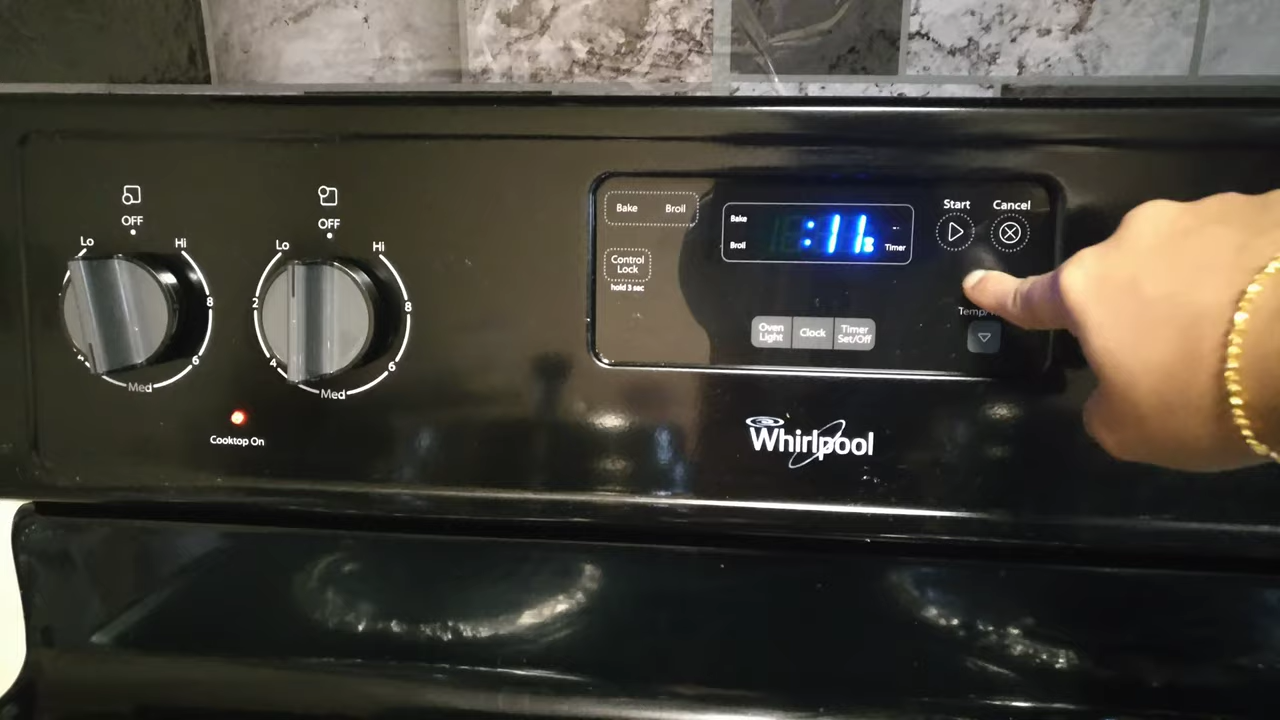 OFF
Lo
Hi
8
6
Med
OFF
Lo
Hi
2
8
4
6
Med
Cooktop On
Bake Broil
Control
Lock
hold 3 sec
Bake
Broil
:11
Timer
Start
Cancel
Oven
Light
Clock
Timer
Set/Off
Temp/
Whirlpool